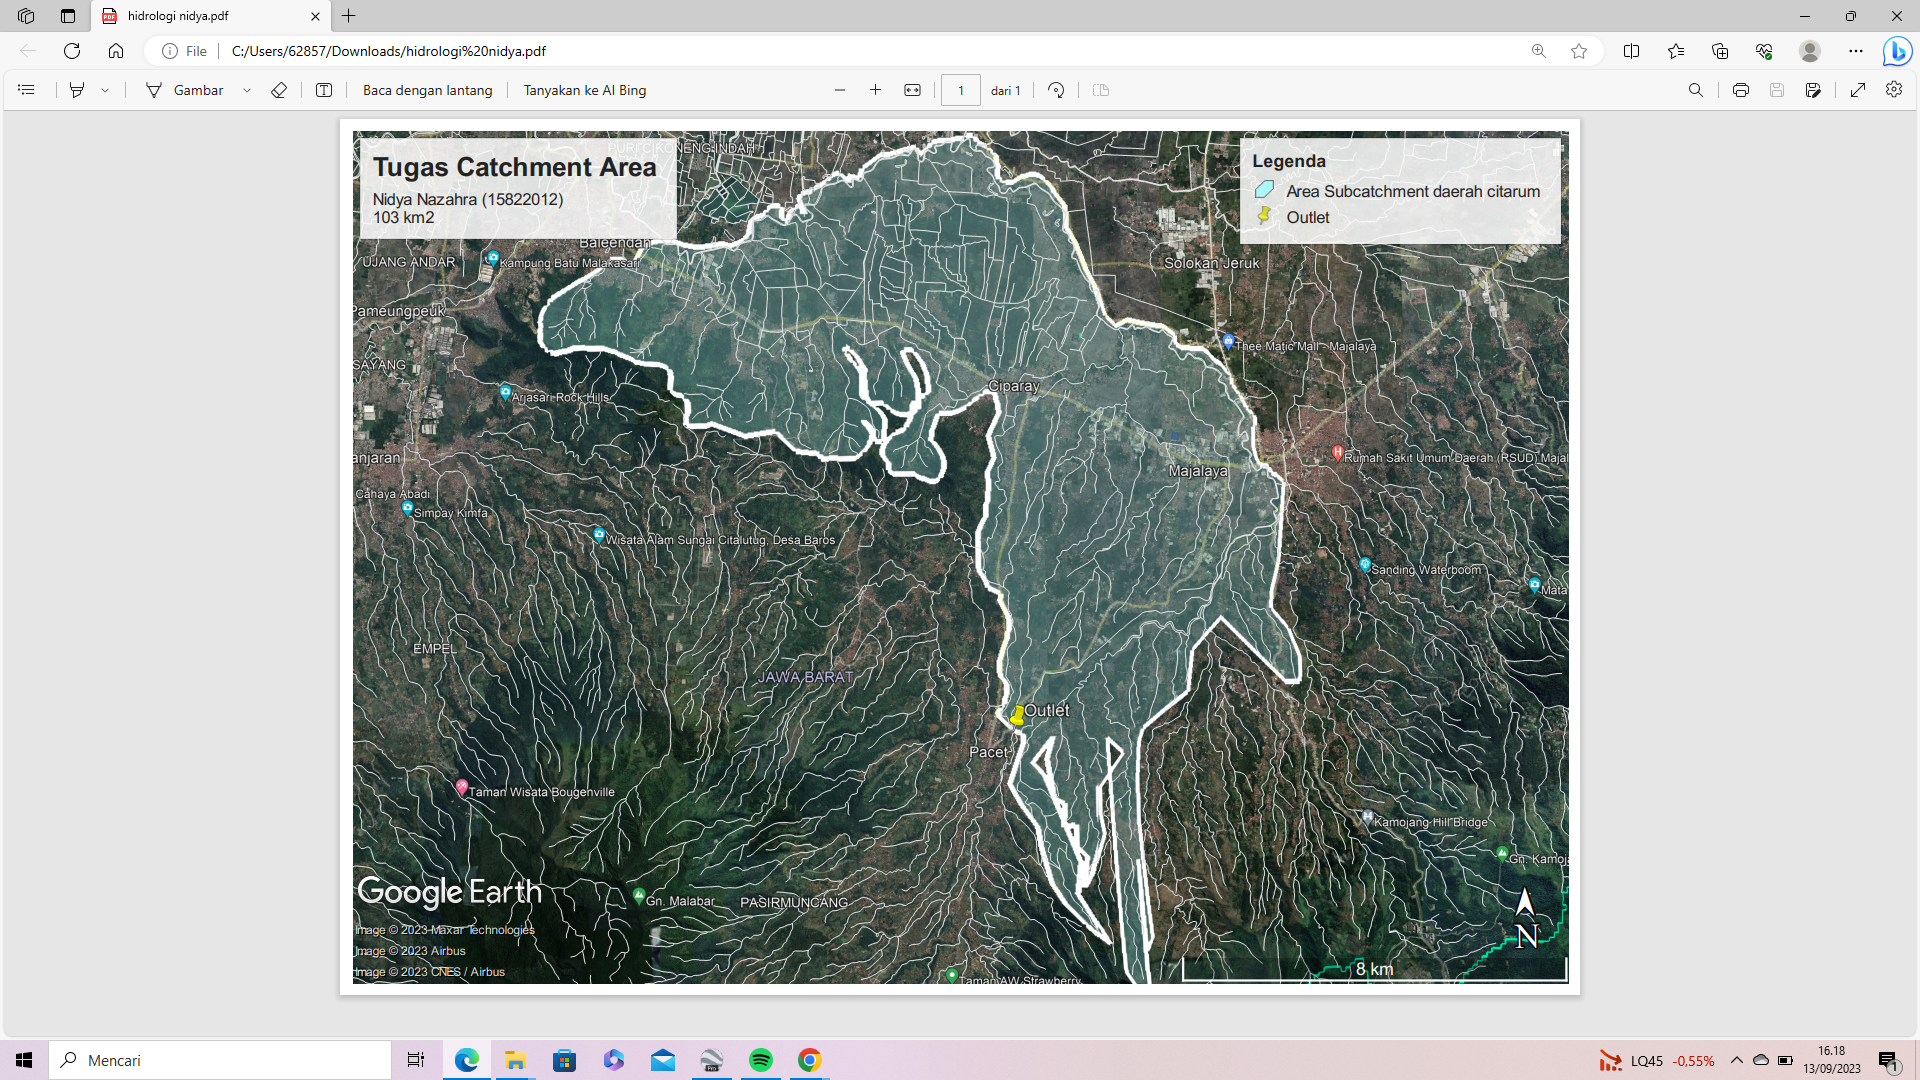 hidrologi nidya.pdf
File
C:/Users/62857/Downloads/hidrologi%20nidya.pdf
Gambar
Baca dengan lantang
Tanyakan ke AI Bing
1
dari 1
PURI CIKONENG INDAH
Tugas Catchment Area
Nidya Nazahra (15822012)
103 km2
Legenda
Area Subcatchment daerah citarum
Outlet
Baleendah
UJANG ANDAR
Kampung Batu Malakasari
Solokan Jeruk
Pameungpeuk
Thee Matic Mall - Majalaya
SAYANG
Ciparay
Arjasari Rock Hills
anjaran
Rumah Sakit Umum Daerah (RSUD) Majal
Majalaya
Cahaya Abadi
Simpay Kimfa
Wisata Alam Sungai Citalutug, Desa Baros
Sanding Waterboom
Mata
EMPEL
JAWA BARAT
Outlet
Pacet
Taman Wisata Bougenville
Kamojang Hill Bridge
Gn. Kamoja
Google Earth
Gn. Malabar
PASIRMUNCANG
Image © 2023 Maxar Technologies
Image © 2023 Airbus
Image © 2023 CNES / Airbus
N
8 km
Taman AW Strawberry
Mencari
Pro
LQ45 -0,55%
16.18
13/09/2023
1